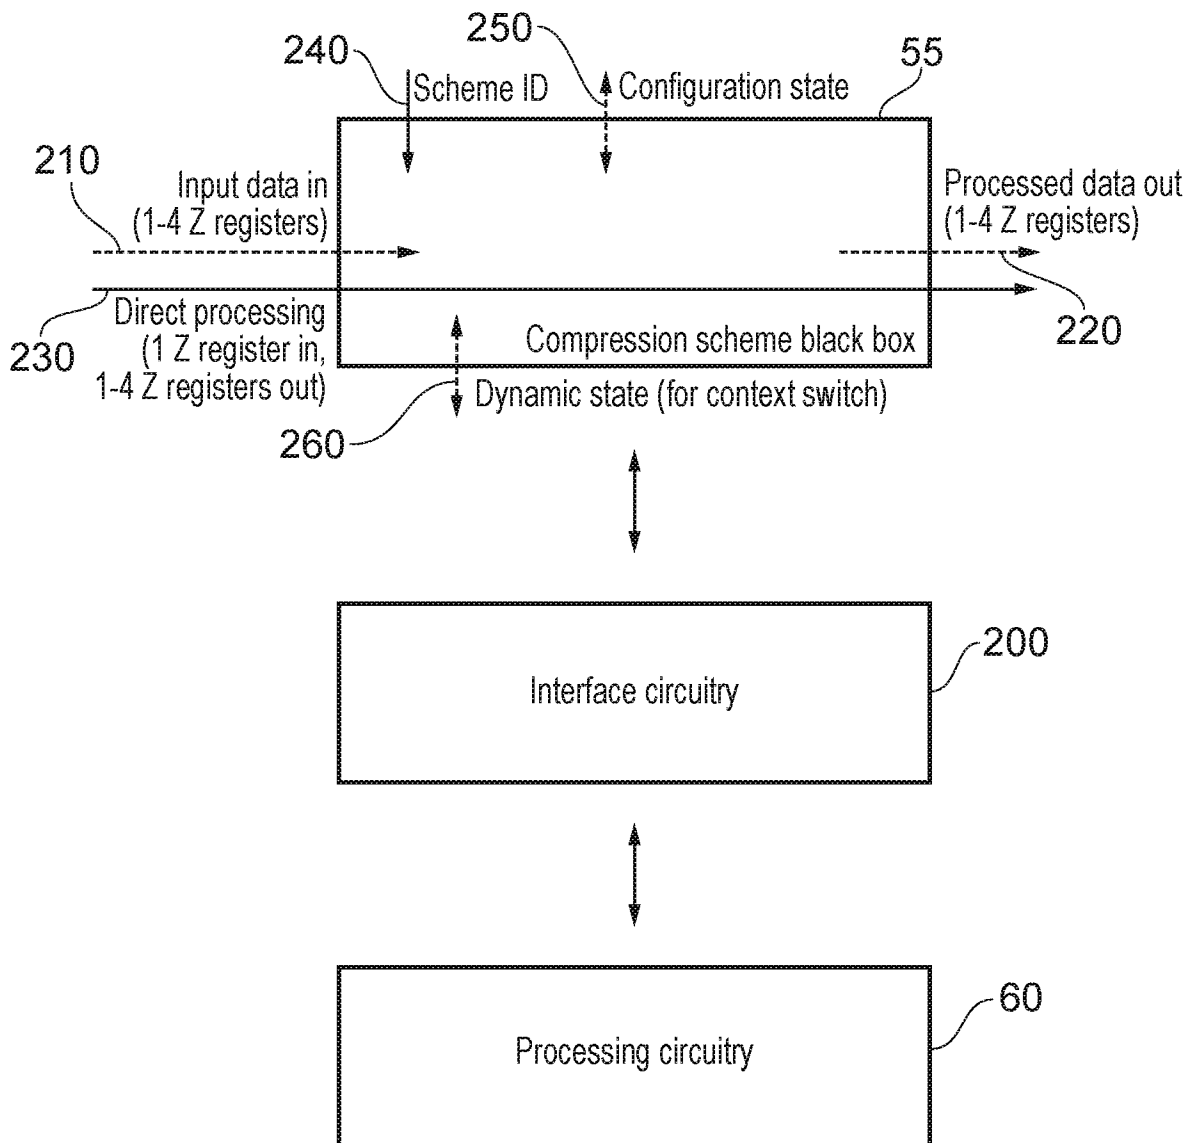 250
240
55
Scheme ID
Configuration state
210
Input data in
(1-4 Z registers)
Processed data out
(1-4 Z registers)
Direct processing
(1 Z register in,
1-4 Z registers out)
230
220
Compression scheme black box
Dynamic state (for context switch)
260
200
Interface circuitry
60
Processing circuitry